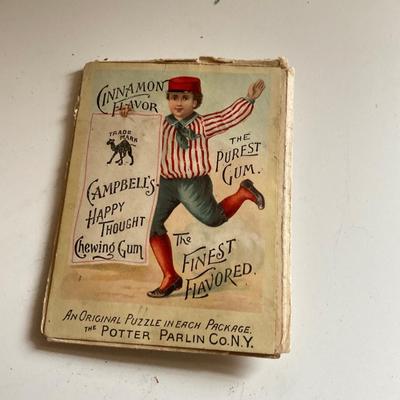 CINNAMON
FLAVOR
TRADE
MARK
CAMPBELL'S
HAPPY
THOUGHT
Chewing Gum
THE
PUREST
GUM.
The
FINEST
FLAVORED.
AN ORIGINAL PUZZLE IN EACH PACKAGE.
THE POTTER PARLIN CO. N.Y.